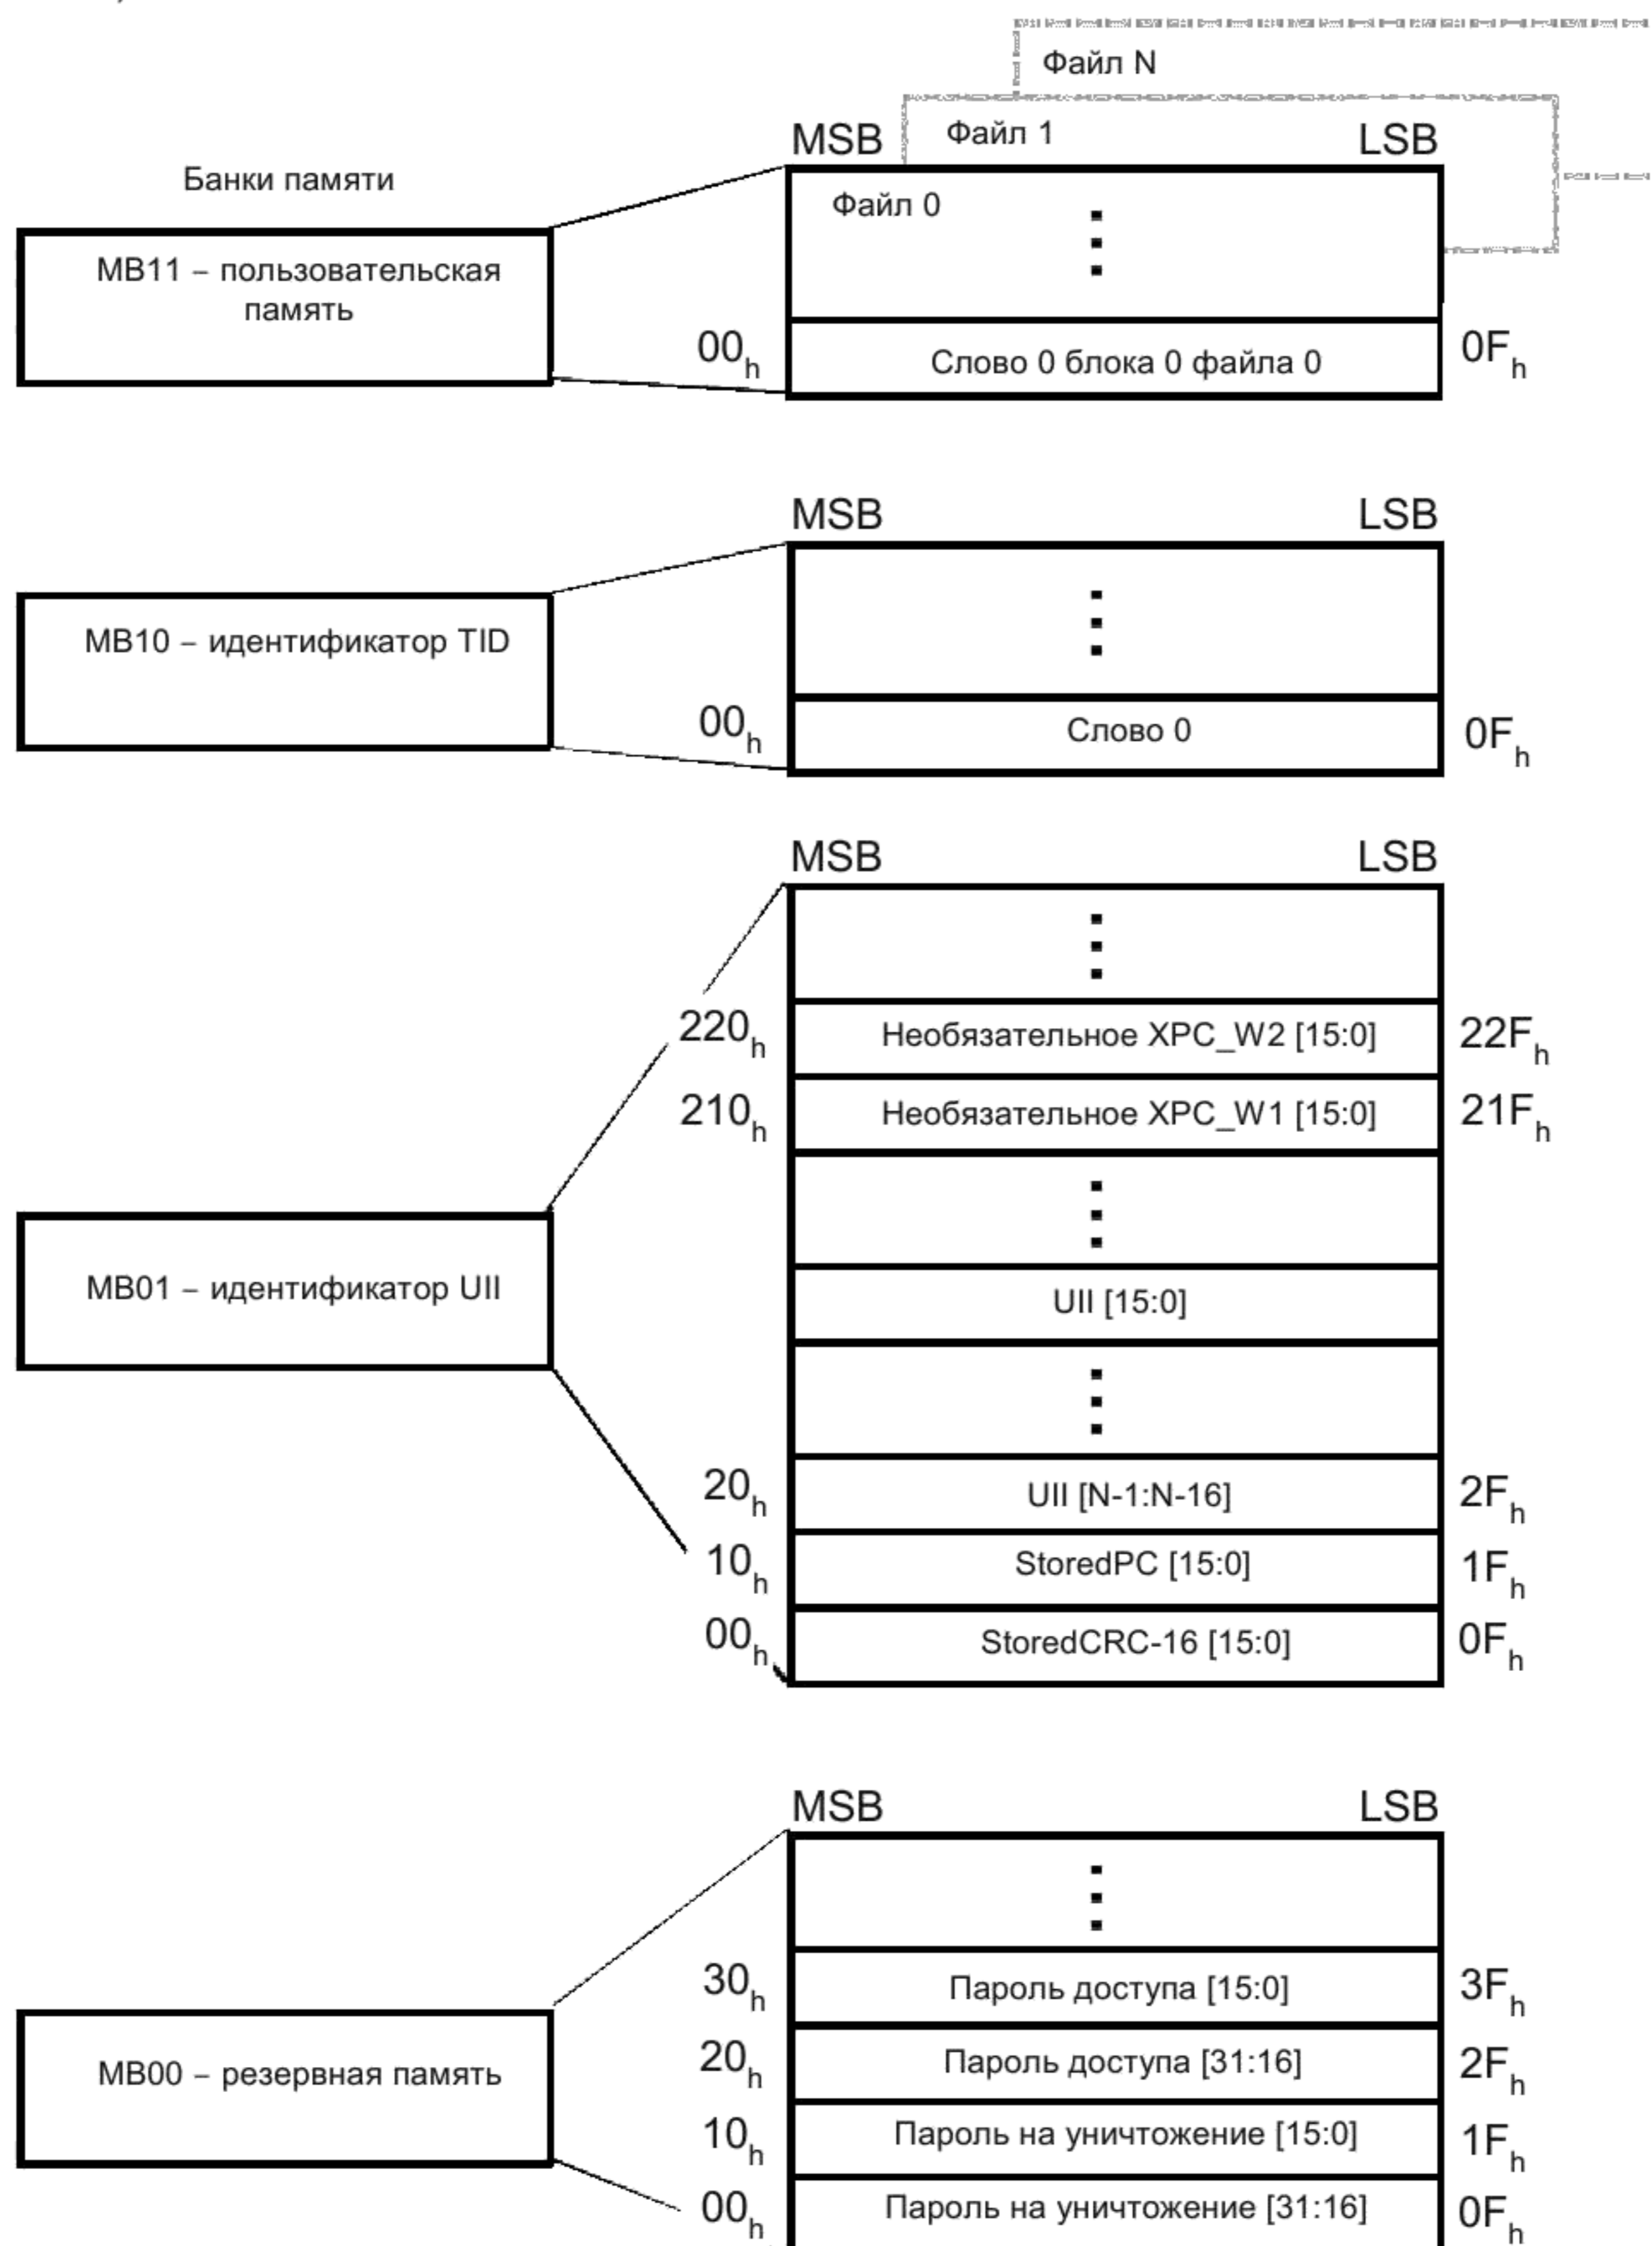 Файл N
MSB Файл 1 LSB
Банки памяти
Файл 0
MB11 – пользовательская
память
00h Слово 0 блока 0 файла 0 0Fh
MSB LSB
MB10 – идентификатор TID
00h Слово 0 0Fh
MSB LSB
220h Необязательное XPC_W2 [15:0] 22Fh
210h Необязательное XPC_W1 [15:0] 21Fh
MB01 – идентификатор UII
UII [15:0]
20h UII [N-1:N-16] 2Fh
10h StoredPC [15:0] 1Fh
00h StoredCRC-16 [15:0] 0Fh
MSB LSB
30h Пароль доступа [15:0] 3Fh
MB00 – резервная память
20h Пароль доступа [31:16] 2Fh
10h Пароль на уничтожение [15:0] 1Fh
00h Пароль на уничтожение [31:16] 0Fh